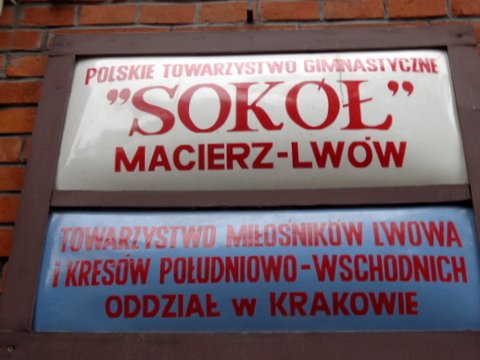 POLSKIE TOWARZYSTWO GIMNASTYCZNE
"SOKÓŁ"
MACIERZ-LWÓW
TOWARZYSTWO MIŁOŚNIKÓW LWOWA
I KRESÓW POŁUDNIOWO-WSCHODNICH
ODDZIAŁ W KRAKOWIE